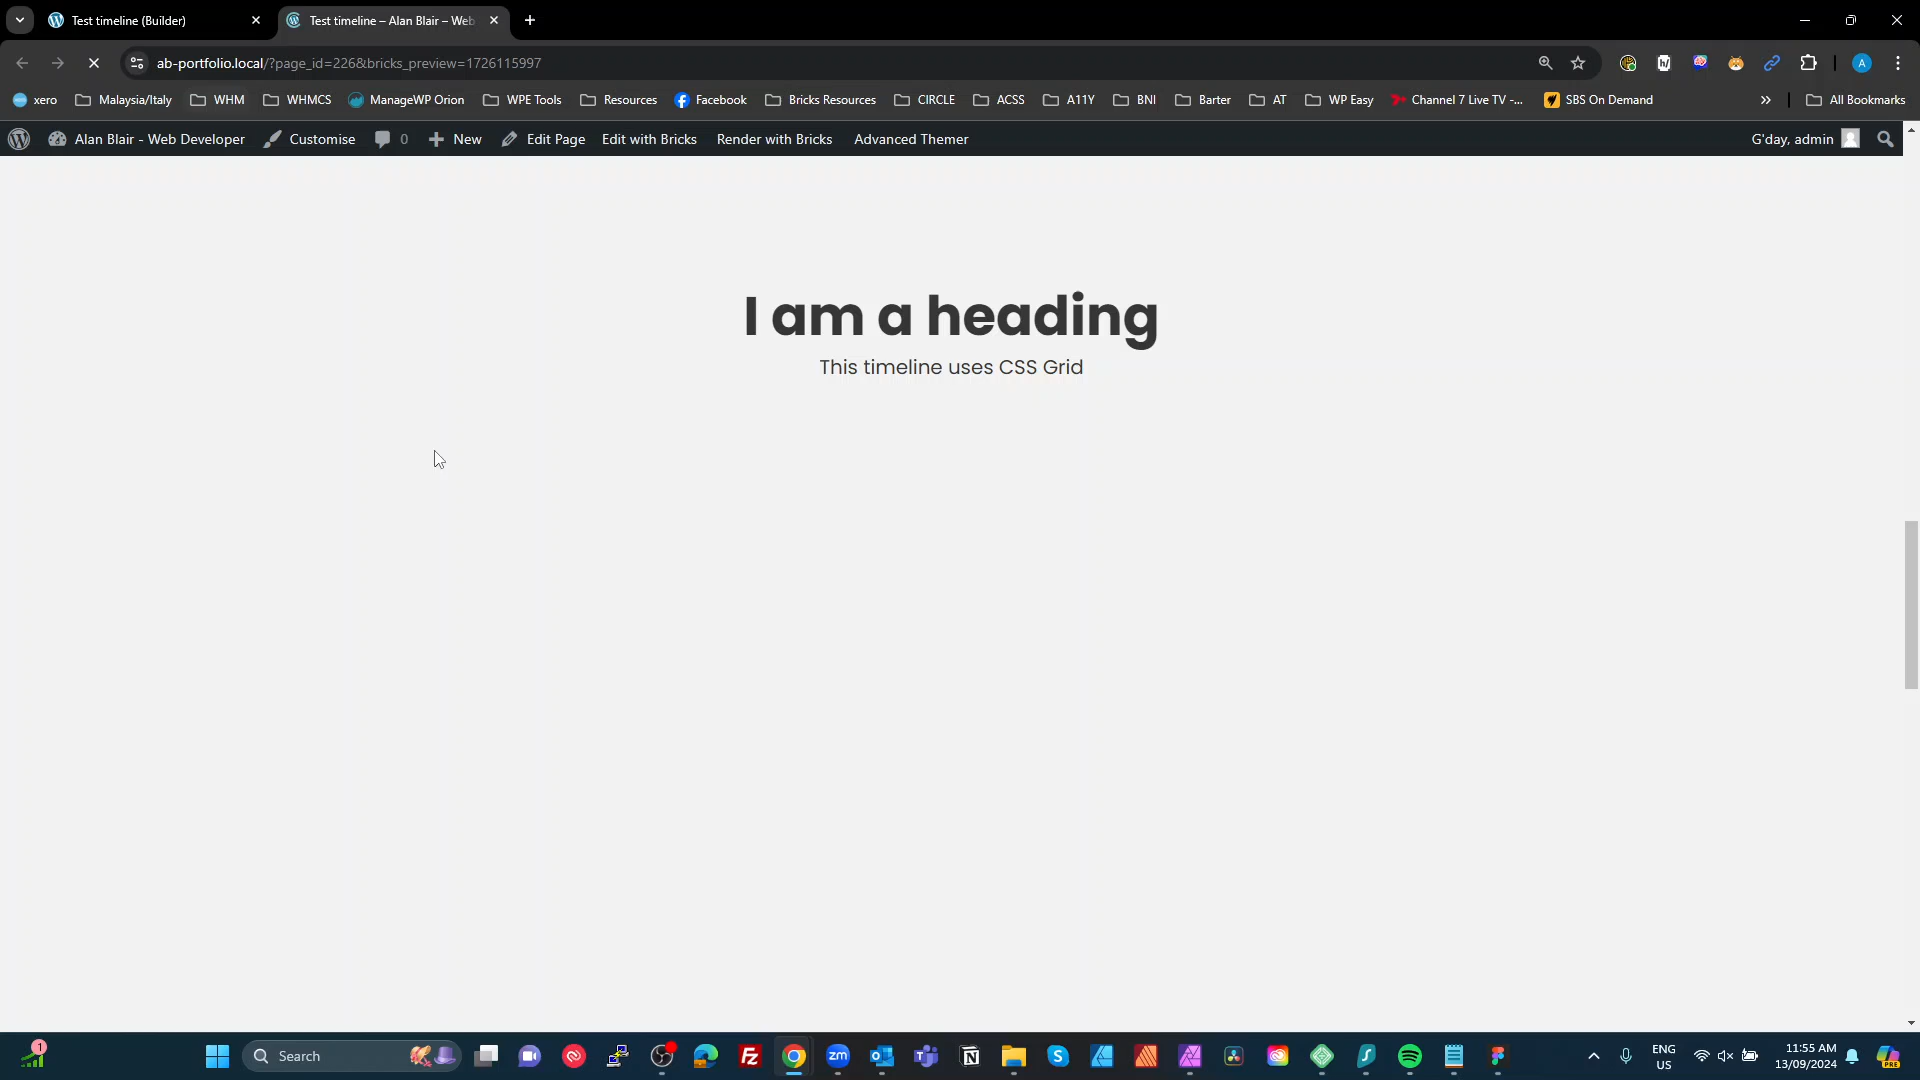 Test timeline (Builder)
Test timeline – Alan Blair – Web
ab-portfolio.local/?page_id=226&bricks_preview=1726115997
A
xero
Malaysia/Italy
WHM
WHMCS
ManageWP Orion
WPE Tools
Resources
Facebook
Bricks Resources
CIRCLE
ACSS
A11Y
BNI
Barter
AT
WP Easy
Channel 7 Live TV -...
SBS On Demand
»
All Bookmarks
Alan Blair - Web Developer
Customise
0
New
Edit Page
Edit with Bricks
Render with Bricks
Advanced Themer
G'day, admin
I am a heading
This timeline uses CSS Grid
1
Search
zm
ENG
US
11:55 AM
13/09/2024
PRE